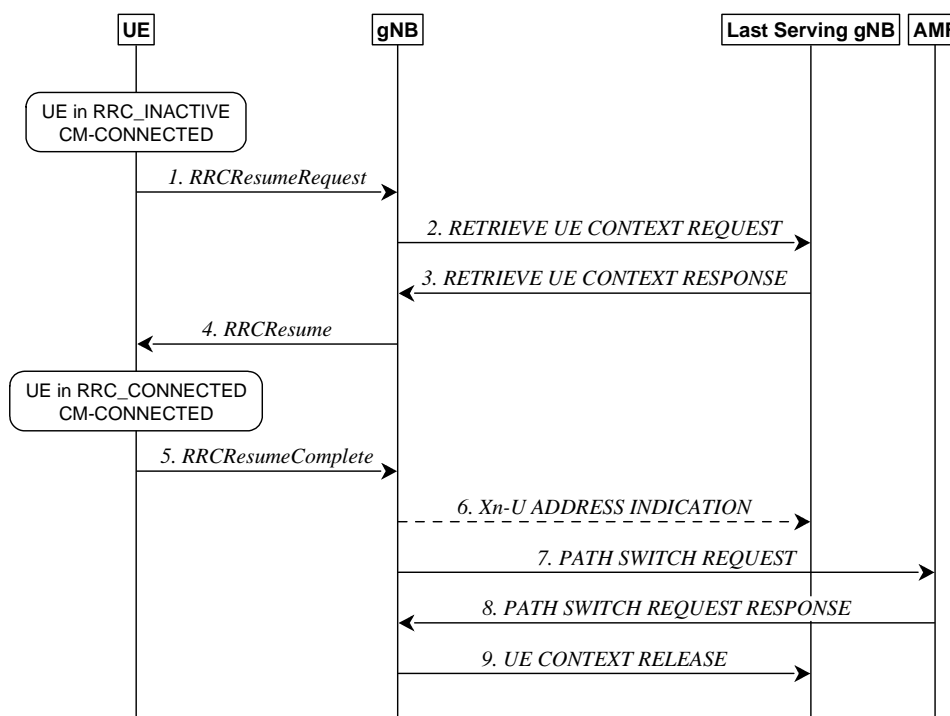 UE
gNB
Last Serving gNB
AMF
UE in RRC_INACTIVE
CM-CONNECTED
1. RRCResumeRequest
2. RETRIEVE UE CONTEXT REQUEST
3. RETRIEVE UE CONTEXT RESPONSE
4. RRCResume
UE in RRC_CONNECTED
CM-CONNECTED
5. RRCResumeComplete
6. Xn-U ADDRESS INDICATION
7. PATH SWITCH REQUEST
8. PATH SWITCH REQUEST RESPONSE
9. UE CONTEXT RELEASE